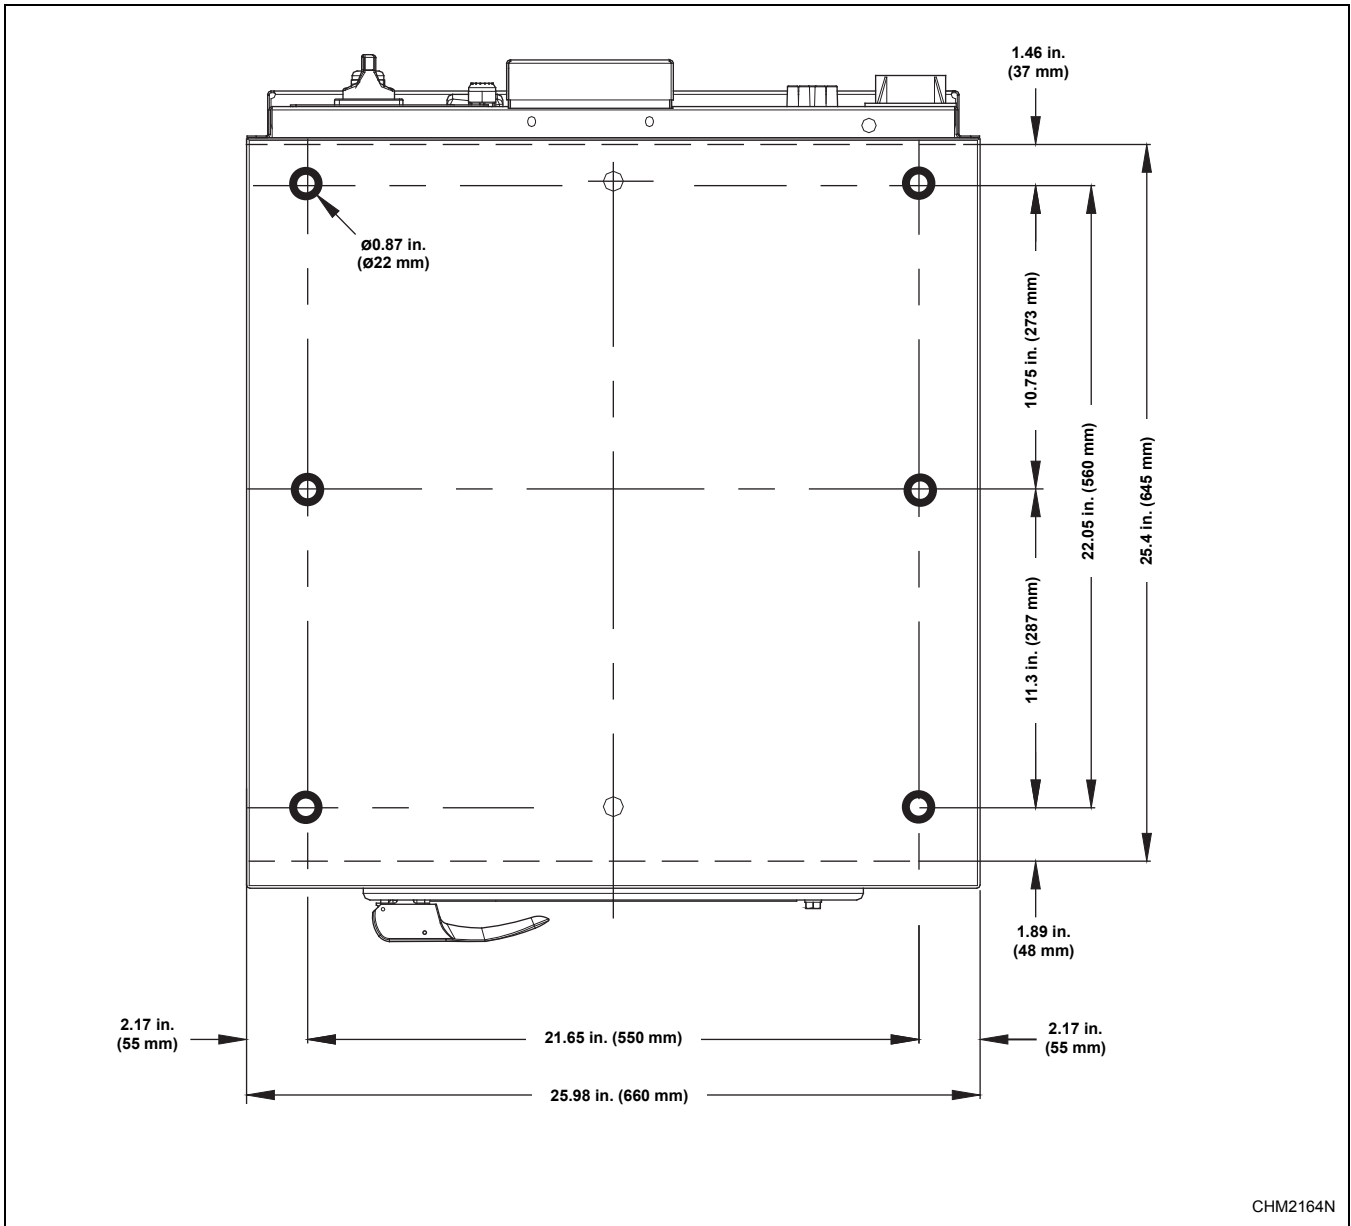 1.46 in.
(37 mm)
Ø0.87 in.
(Ø22 mm)
10.75 in. (273 mm)
22.05 in. (560 mm)
25.4 in. (645 mm)
11.3 in. (287 mm)
1.89 in.
(48 mm)
2.17 in.
(55 mm)
21.65 in. (550 mm)
2.17 in.
(55 mm)
25.98 in. (660 mm)
CHM2164N